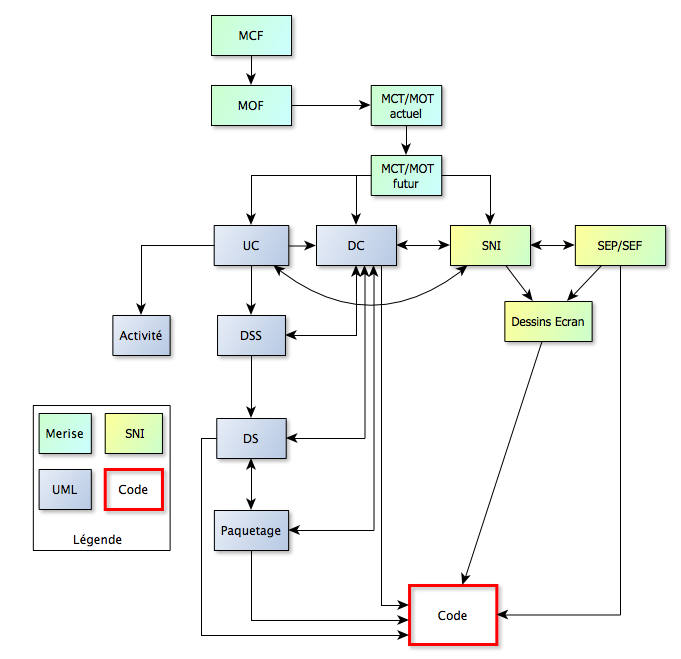 MCF
MOF
MCT/MOT
actuel
MCT/MOT
futur
UC
DC
SNI
SEP/SEF
Activité
DSS
Dessins Ecran
DS
Merise
SNI
UML
Code
Légende
Paquetage
Code